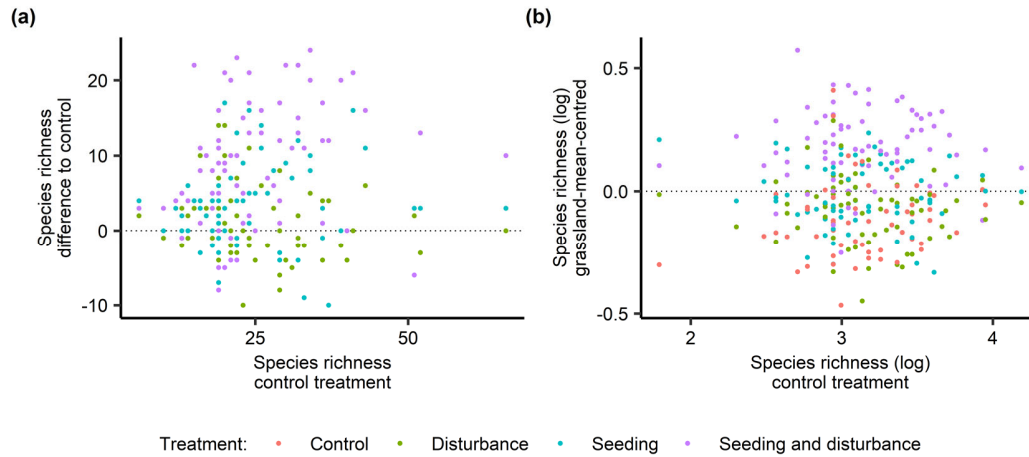 (a)
(b)
Species richness
difference to control
20
10
0
-10
25
50
Species richness
control treatment
Species richness (log)
grassland-mean-centred
0.5
0.0
-0.5
2
3
4
Species richness (log)
control treatment
Treatment: Control Disturbance Seeding Seeding and disturbance